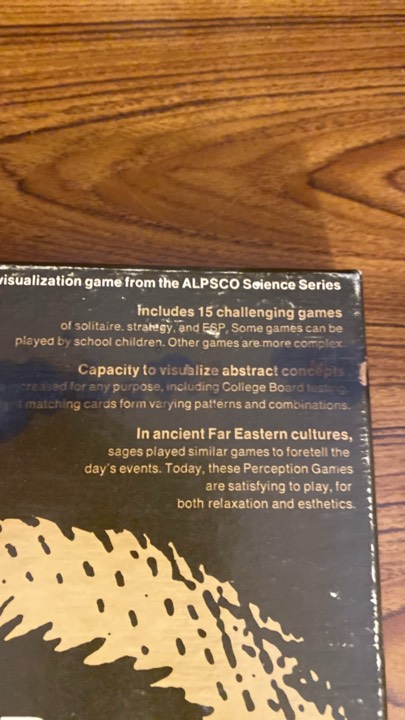 visualization game from the ALPSCO Science Series
Includes 15 challenging games
of solitaire, strategy, and ESP. Some games can be
played by school children. Other games are more complex.
Capacity to visualize abstract concepts
increased for any purpose, including College Board testing,
matching cards form varying patterns and combinations.
In ancient Far Eastern cultures,
sages played similar games to foretell the
day's events. Today, these Perception Games
are satisfying to play, for
both relaxation and esthetics.